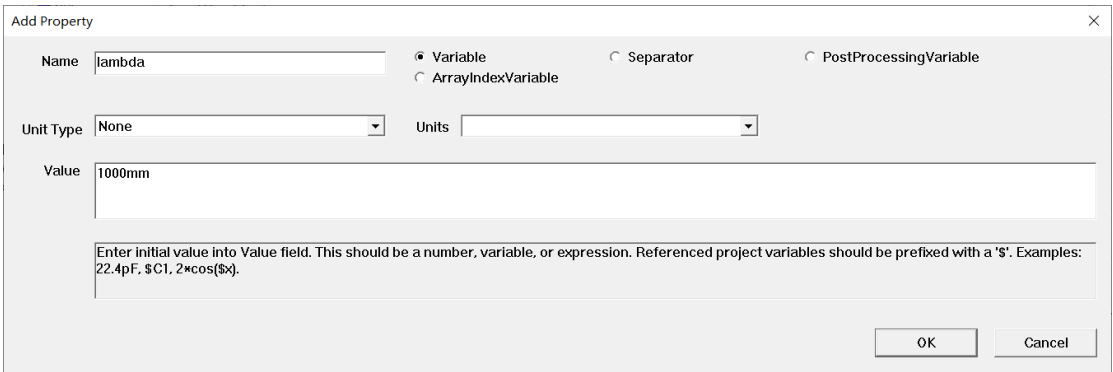 Add Property
Name lambda Variable Separator PostProcessingVariable
ArrayIndexVariable
Unit Type None Units
Value 1000mm
Enter initial value into Value field. This should be a number, variable, or expression. Referenced project variables should be prefixed with a '$'. Examples:
22.4pF, $C1, 2*cos($x).
OK Cancel